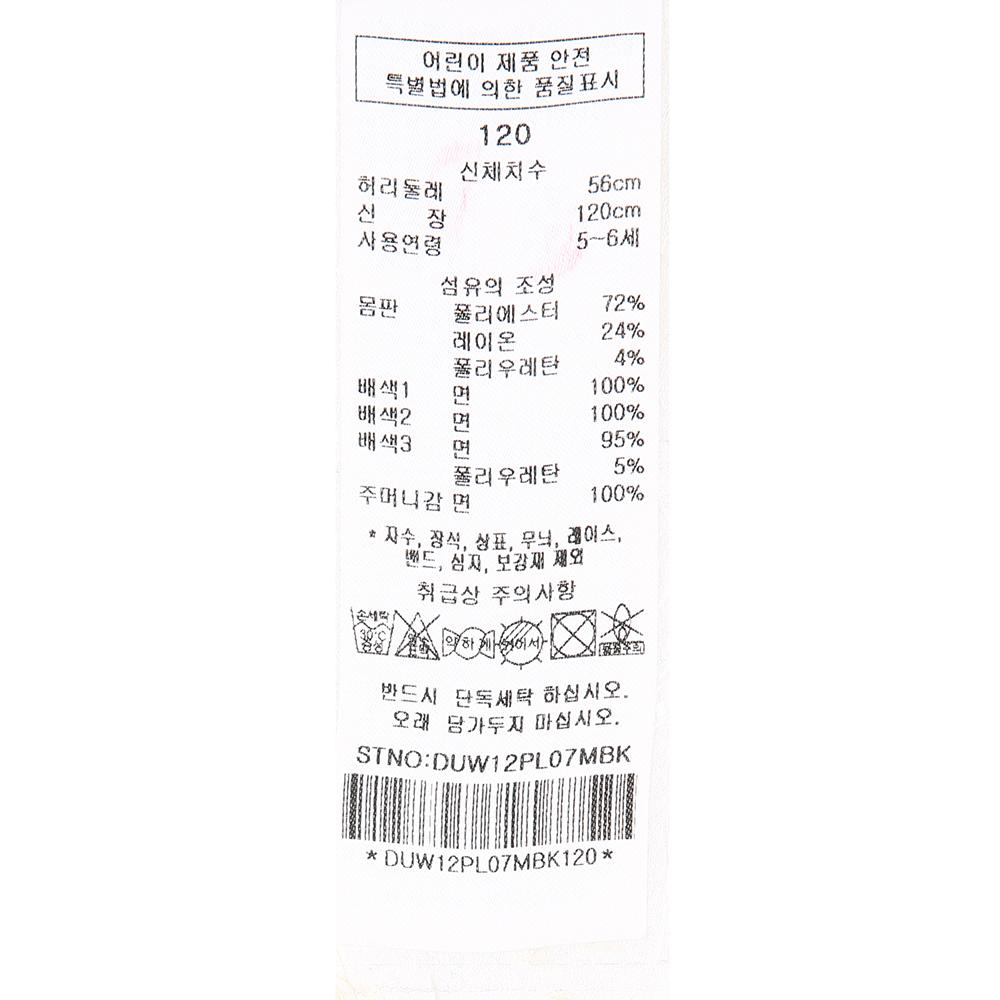 어린이 제품 안전
특별법에 의한 품질표시
120
신체치수
허리둘레 56cm
신 장 120cm
사용연령 5~6세
섬유의 조성
몸판 폴리에스터 72%
레이온 24%
폴리우레탄 4%
배색1 면 100%
배색2 면 100%
배색3 면 95%
폴리우레탄 5%
주머니감 면 100%
* 자수, 장식, 상표, 무늬, 레이스,
밴드, 심지, 보강재 제외
취급상 주의사항
손세탁 30℃ 중성 약하게 뉘어서
반드시 단독세탁 하십시오.
오래 담가두지 마십시오.
STNO:DUW12PL07MBK
*DUW12PL07MBK120*